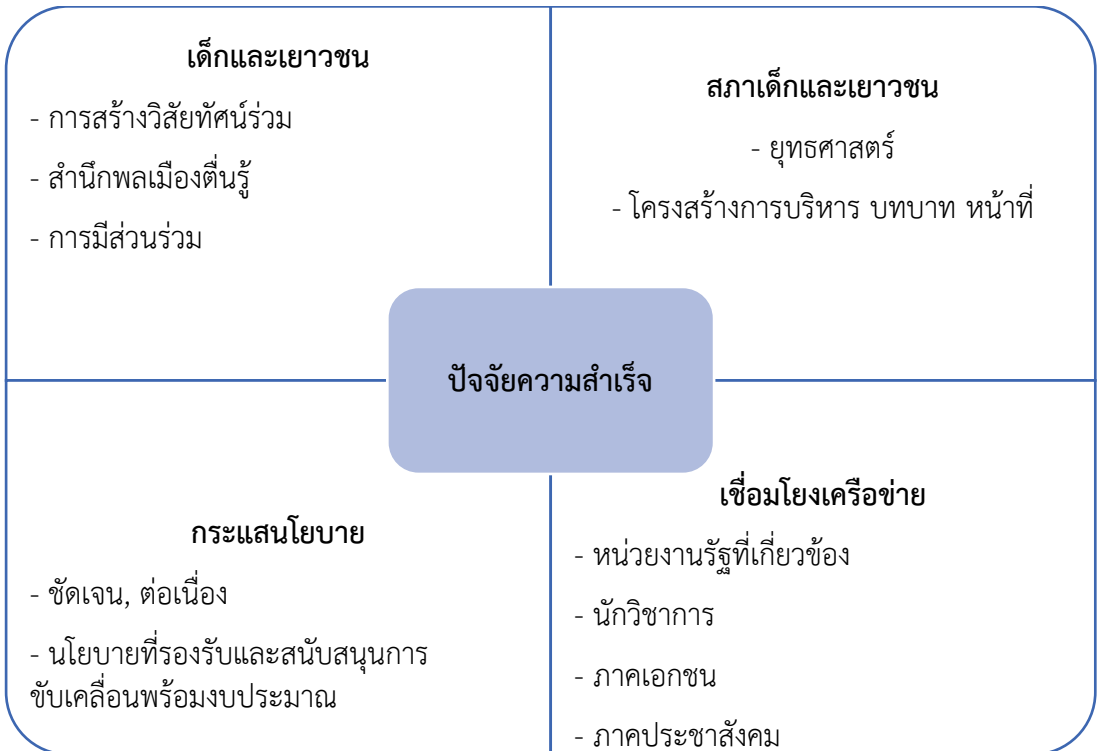 เด็กและเยาวชน
- การสร้างวิสัยทัศน์ร่วม
- สำนึกพลเมืองตื่นรู้
- การมีส่วนร่วม
สภาเด็กและเยาวชน
- ยุทธศาสตร์
- โครงสร้างการบริหาร บทบาท หน้าที่
ปัจจัยความสำเร็จ
กระแสนโยบาย
- ชัดเจน, ต่อเนื่อง
- นโยบายที่รองรับและสนับสนุนการ
ขับเคลื่อนพร้อมงบประมาณ
เชื่อมโยงเครือข่าย
- หน่วยงานรัฐที่เกี่ยวข้อง
- นักวิชาการ
- ภาคเอกชน
- ภาคประชาสังคม